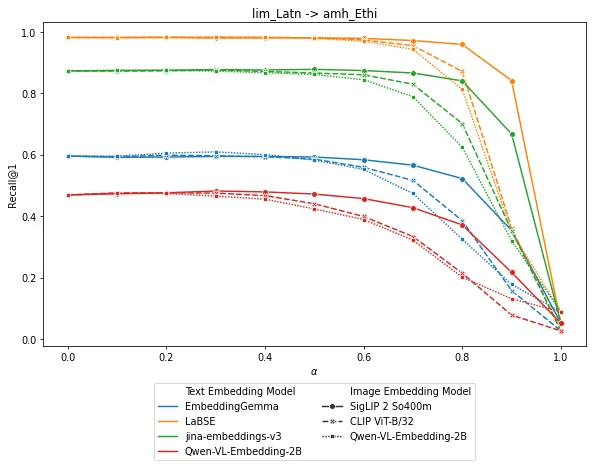 lim_Latn -> amh_Ethi
Recall@1
1.0
0.8
0.6
0.4
0.2
0.0
0.0 0.2 0.4 0.6 0.8 1.0
α
Text Embedding Model
EmbeddingGemma
LaBSE
jina-embeddings-v3
Qwen-VL-Embedding-2B
Image Embedding Model
SigLIP 2 So400m
CLIP ViT-B/32
Qwen-VL-Embedding-2B